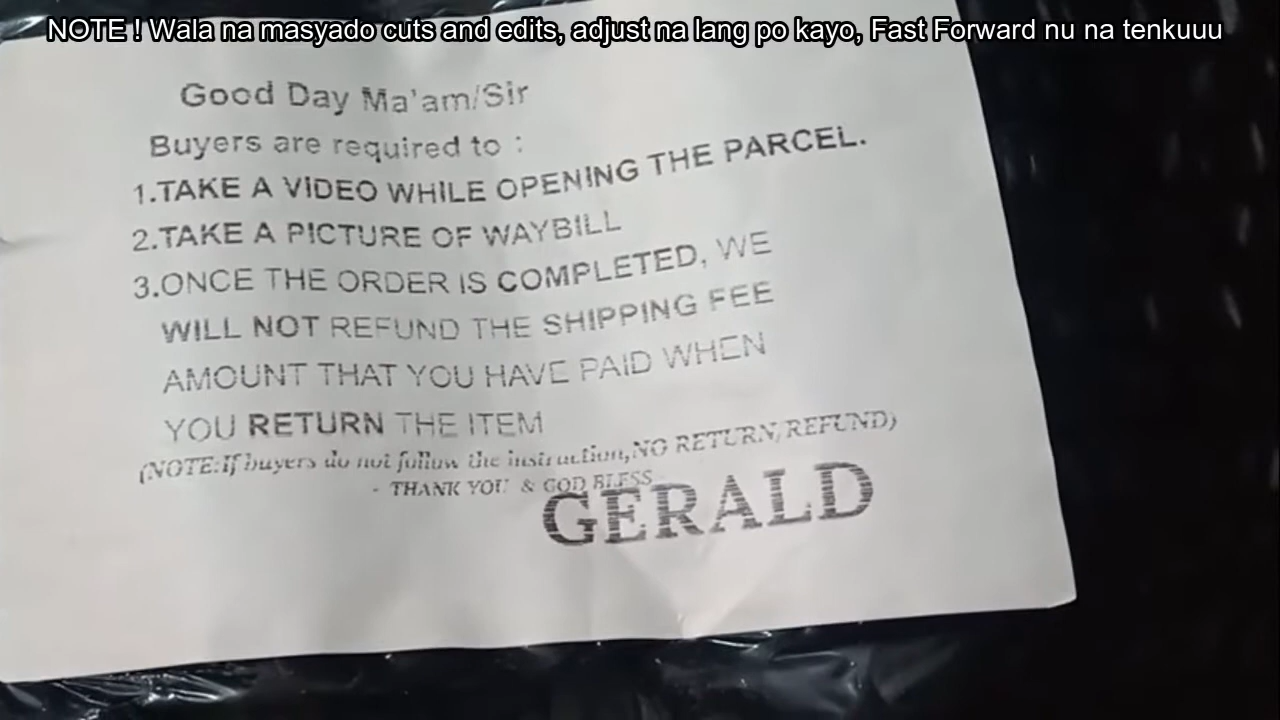 NOTE ! Wala na masyado cuts and edits, adjust na lang po kayo, Fast Forward nu na tenkuuu
Good Day Ma'am/Sir
Buyers are required to :
1.TAKE A VIDEO WHILE OPENING THE PARCEL.
2.TAKE A PICTURE OF WAYBILL
3.ONCE THE ORDER IS COMPLETED, WE
WILL NOT REFUND THE SHIPPING FEE
AMOUNT THAT YOU HAVE PAID WHEN
YOU RETURN THE ITEM
(NOTE:If buyers do not follow the instruction,NO RETURN/REFUND)
- THANK YOU & GOD BLESS
GERALD